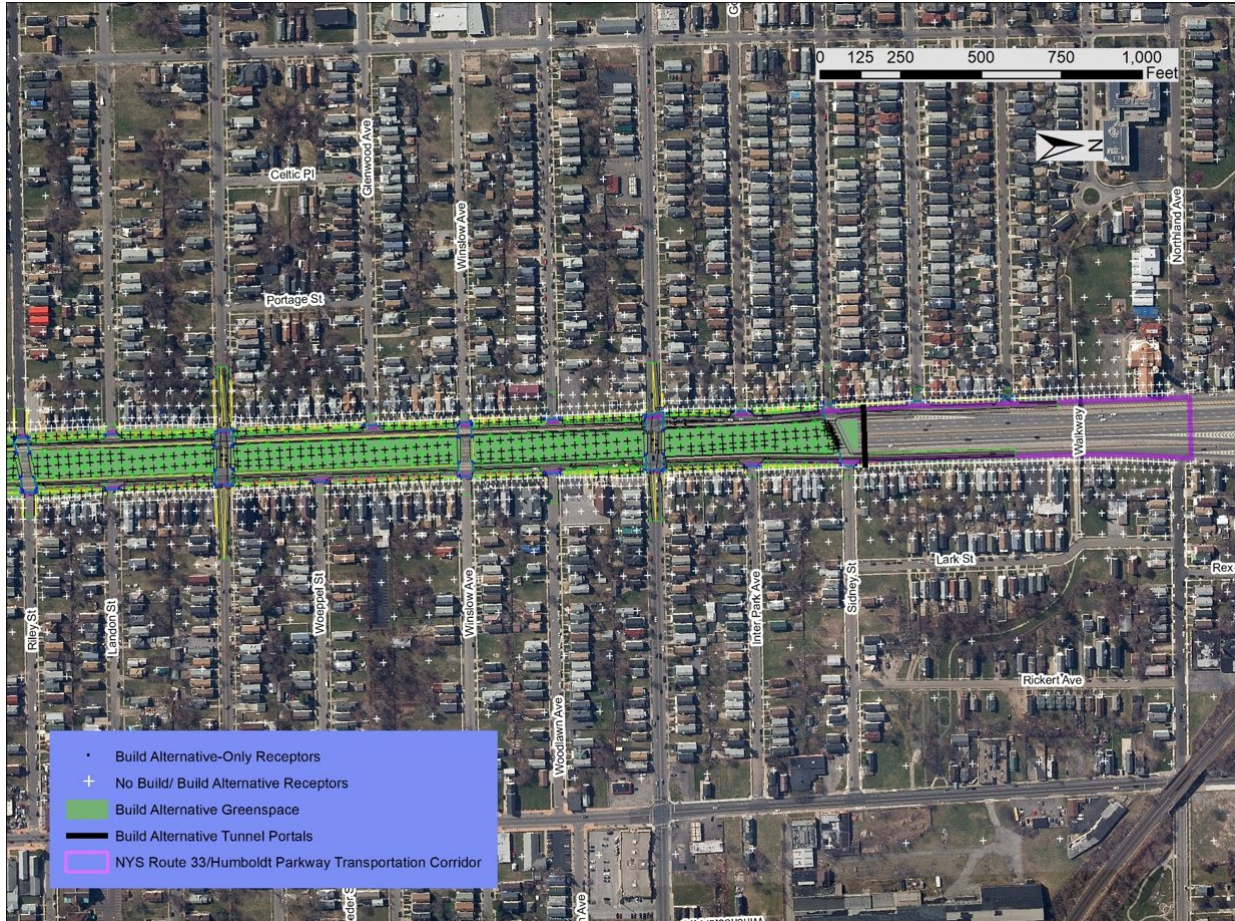 0 125 250 500 750 1,000
Feet
N
Celtic Pl
Glenwood Ave
Winslow Ave
Northland Ave
Portage St
Walkway
Riley St
Landon St
Woeppel St
Winslow Ave
Woodlawn Ave
Inter Park Ave
Sidney St
Lark St
Rex
Rickert Ave
Build Alternative-Only Receptors
No Build/ Build Alternative Receptors
Build Alternative Greenspace
Build Alternative Tunnel Portals
NYS Route 33/Humboldt Parkway Transportation Corridor